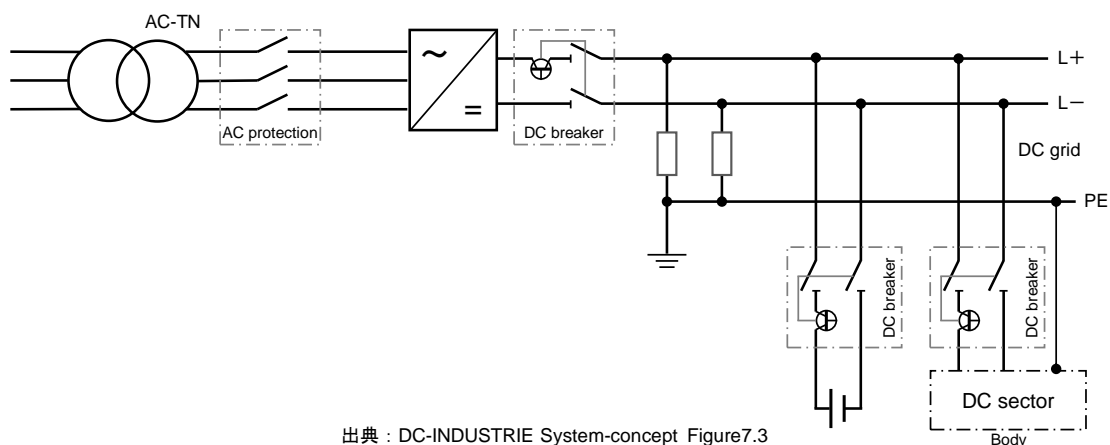 AC-TN
AC protection
~
=
DC breaker
L+
L−
DC grid
PE
DC breaker
DC breaker
DC sector
Body
出典：DC-INDUSTRIE System-concept Figure7.3